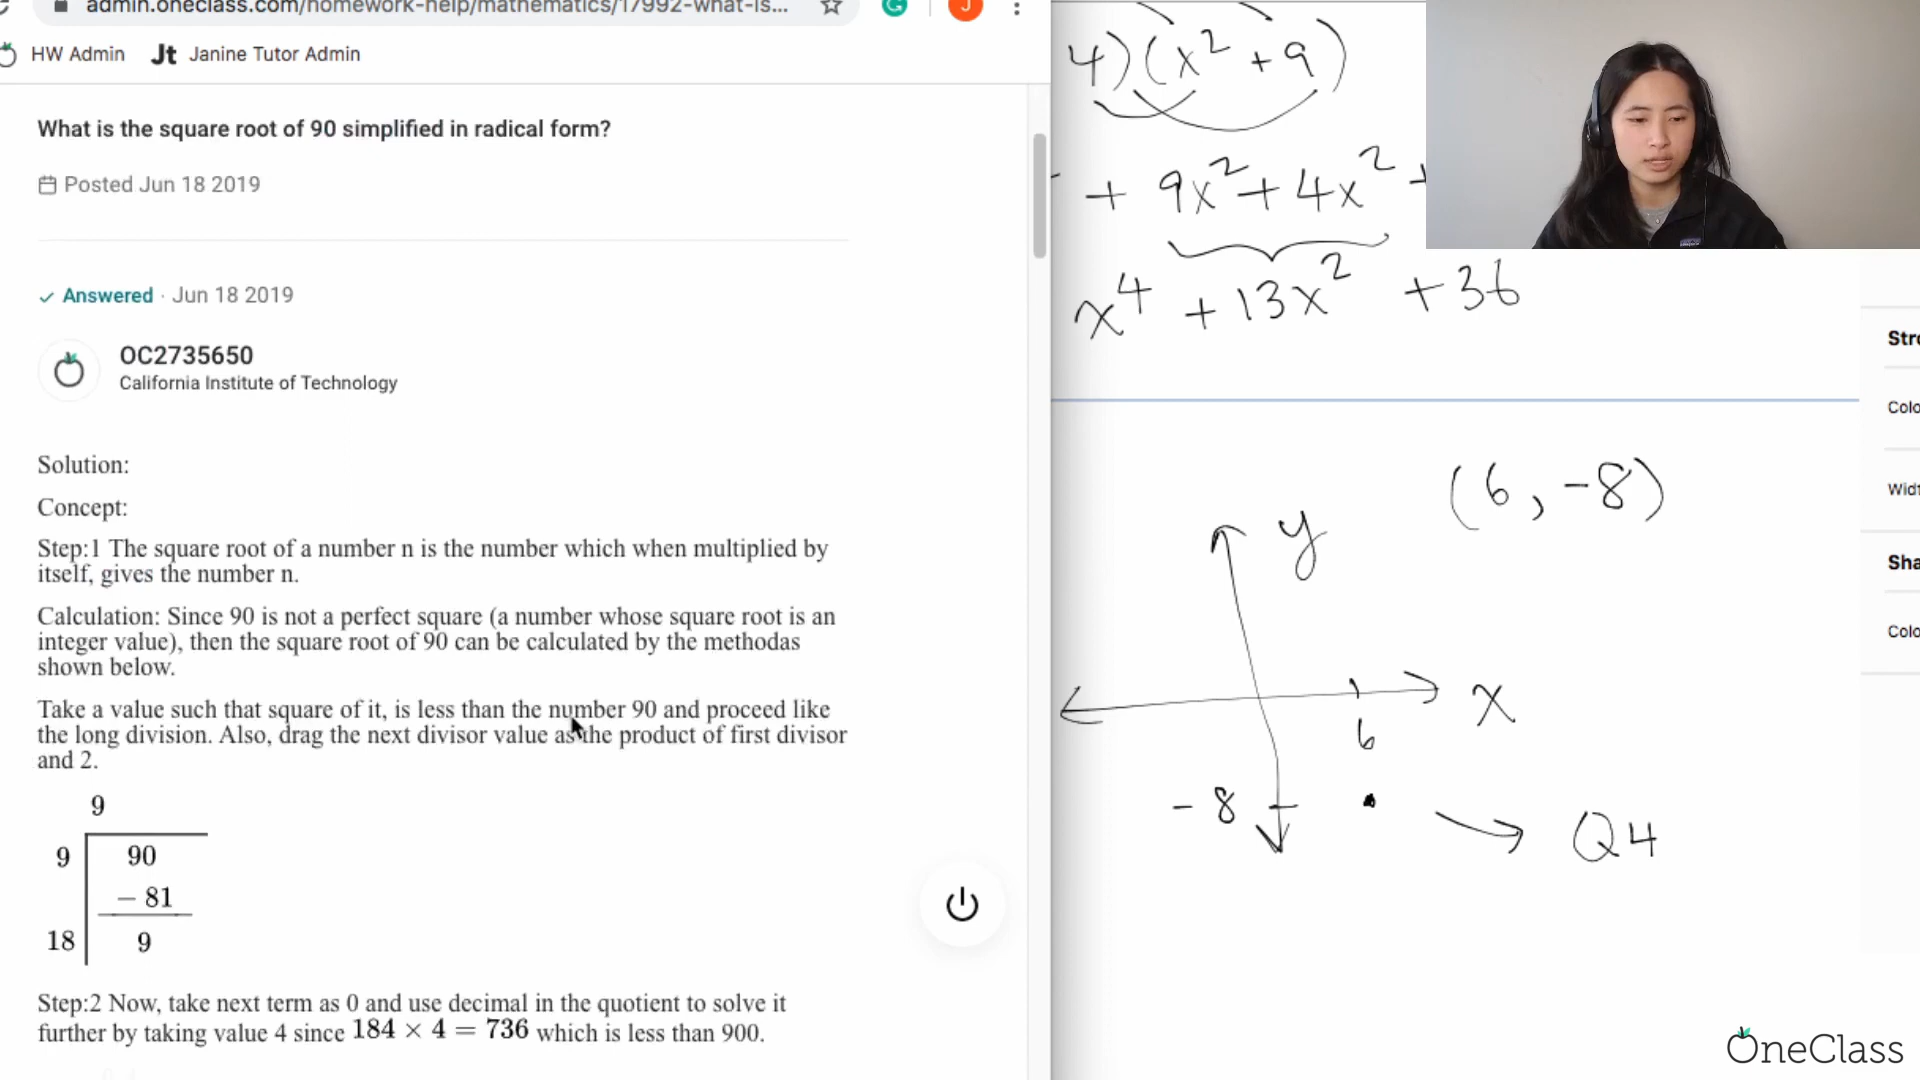 admin.oneclass.com/homework-help/mathematics/17992-what-is...
G
J
HW Admin
Jt Janine Tutor Admin
What is the square root of 90 simplified in radical form?
Posted Jun 18 2019
Answered · Jun 18 2019
OC2735650
California Institute of Technology
Solution:
Concept:
Step:1 The square root of a number n is the number which when multiplied by
itself, gives the number n.
Calculation: Since 90 is not a perfect square (a number whose square root is an
integer value), then the square root of 90 can be calculated by the methodas
shown below.
Take a value such that square of it, is less than the number 90 and proceed like
the long division. Also, drag the next divisor value as the product of first divisor
and 2.
9
9 90
− 81
18 9
Step:2 Now, take next term as 0 and use decimal in the quotient to solve it
further by taking value 4 since 184 × 4 = 736 which is less than 900.
4)(x² + 9)
+ 9x² + 4x² +
x⁴ + 13x² + 36
(6, -8)
y
x
6
-8
Q4
Str
Colo
Widt
Sha
Colo
OneClass